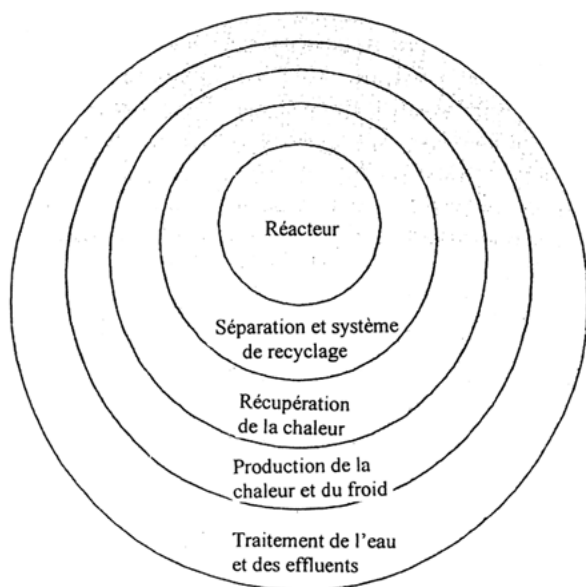 Réacteur
Séparation et système
de recyclage
Récupération
de la chaleur
Production de la
chaleur et du froid
Traitement de l'eau
et des effluents